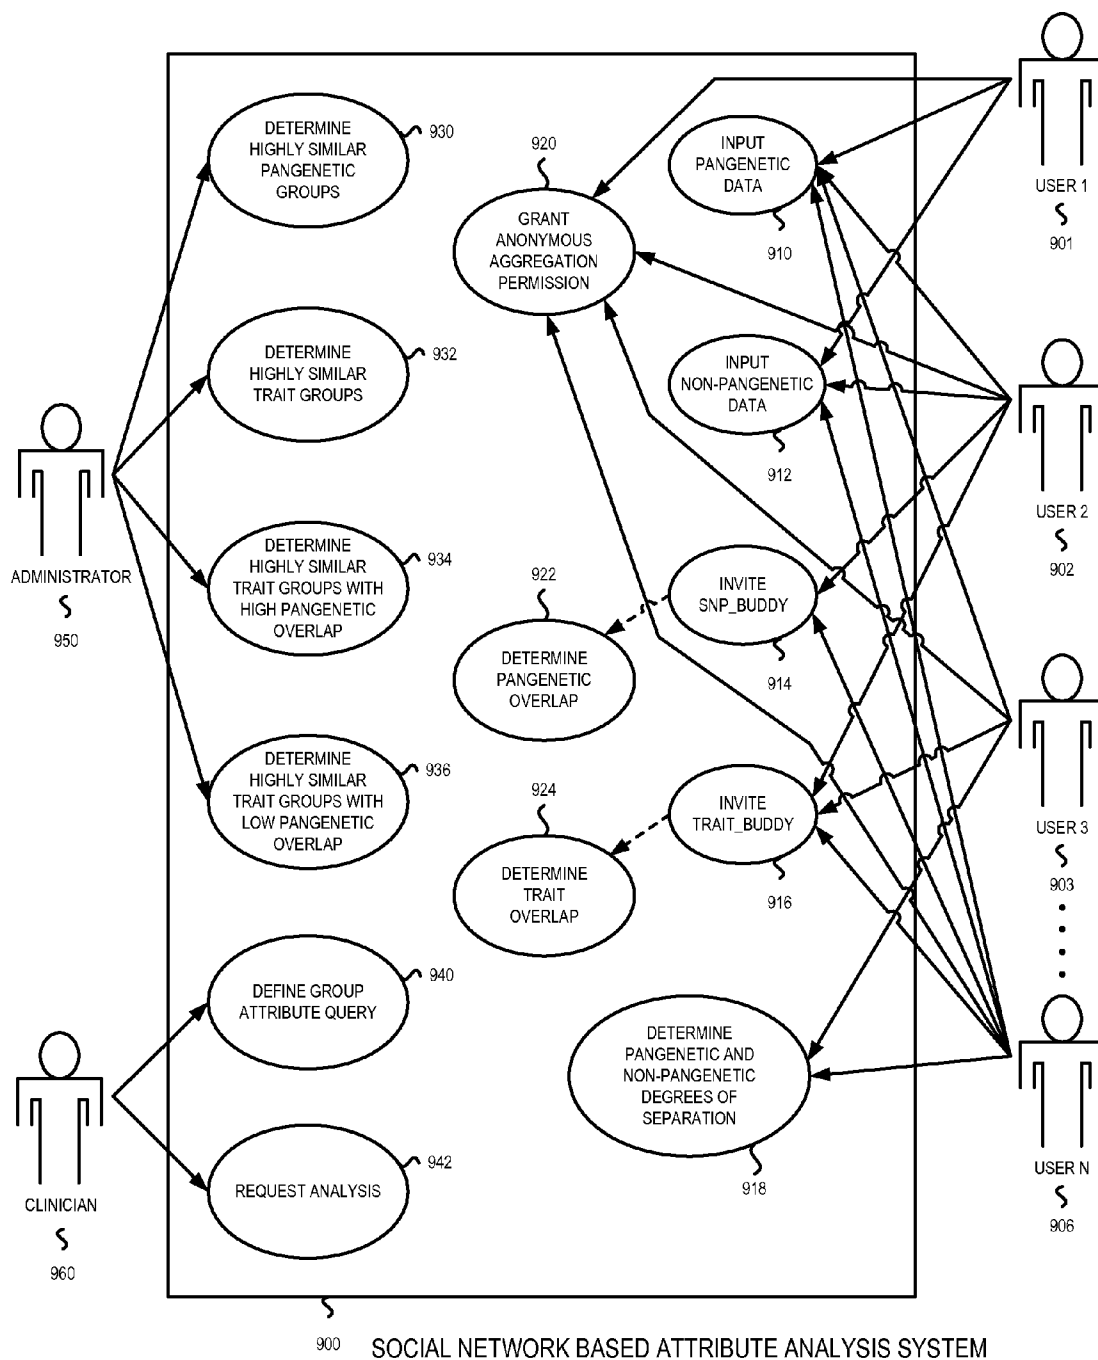 DETERMINE
HIGHLY SIMILAR
PANGENETIC
GROUPS
930
DETERMINE
HIGHLY SIMILAR
TRAIT GROUPS
932
DETERMINE
HIGHLY SIMILAR
TRAIT GROUPS WITH
HIGH PANGENETIC
OVERLAP
934
DETERMINE
HIGHLY SIMILAR
TRAIT GROUPS WITH
LOW PANGENETIC
OVERLAP
936
DEFINE GROUP
ATTRIBUTE QUERY
940
REQUEST ANALYSIS
942
ADMINISTRATOR
950
CLINICIAN
960
920
GRANT
ANONYMOUS
AGGREGATION
PERMISSION
922
DETERMINE
PANGENETIC
OVERLAP
924
DETERMINE
TRAIT
OVERLAP
INPUT
PANGENETIC
DATA
910
INPUT
NON-PANGENETIC
DATA
912
INVITE
SNP_BUDDY
914
INVITE
TRAIT_BUDDY
916
DETERMINE
PANGENETIC AND
NON-PANGENETIC
DEGREES OF
SEPARATION
918
USER 1
901
USER 2
902
USER 3
903
USER N
906
900
SOCIAL NETWORK BASED ATTRIBUTE ANALYSIS SYSTEM